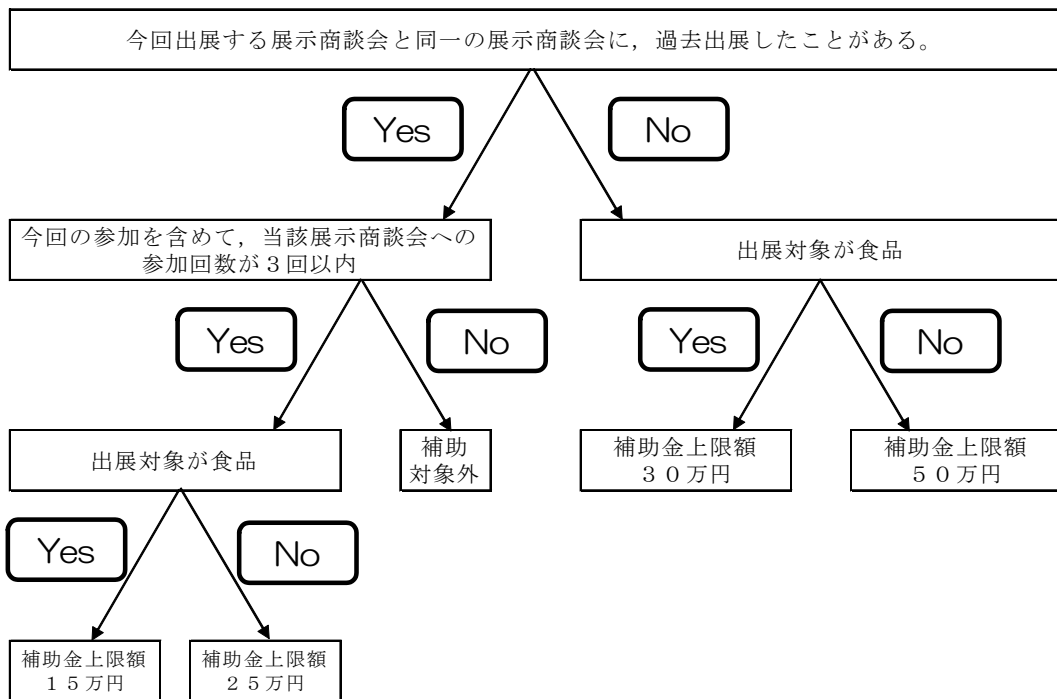 今回出展する展示商談会と同一の展示商談会に，過去出展したことがある。
Yes
No
今回の参加を含めて，当該展示商談会への
参加回数が３回以内
出展対象が食品
Yes
No
Yes
No
出展対象が食品
補助
対象外
補助金上限額
３０万円
補助金上限額
５０万円
Yes
No
補助金上限額
１５万円
補助金上限額
２５万円